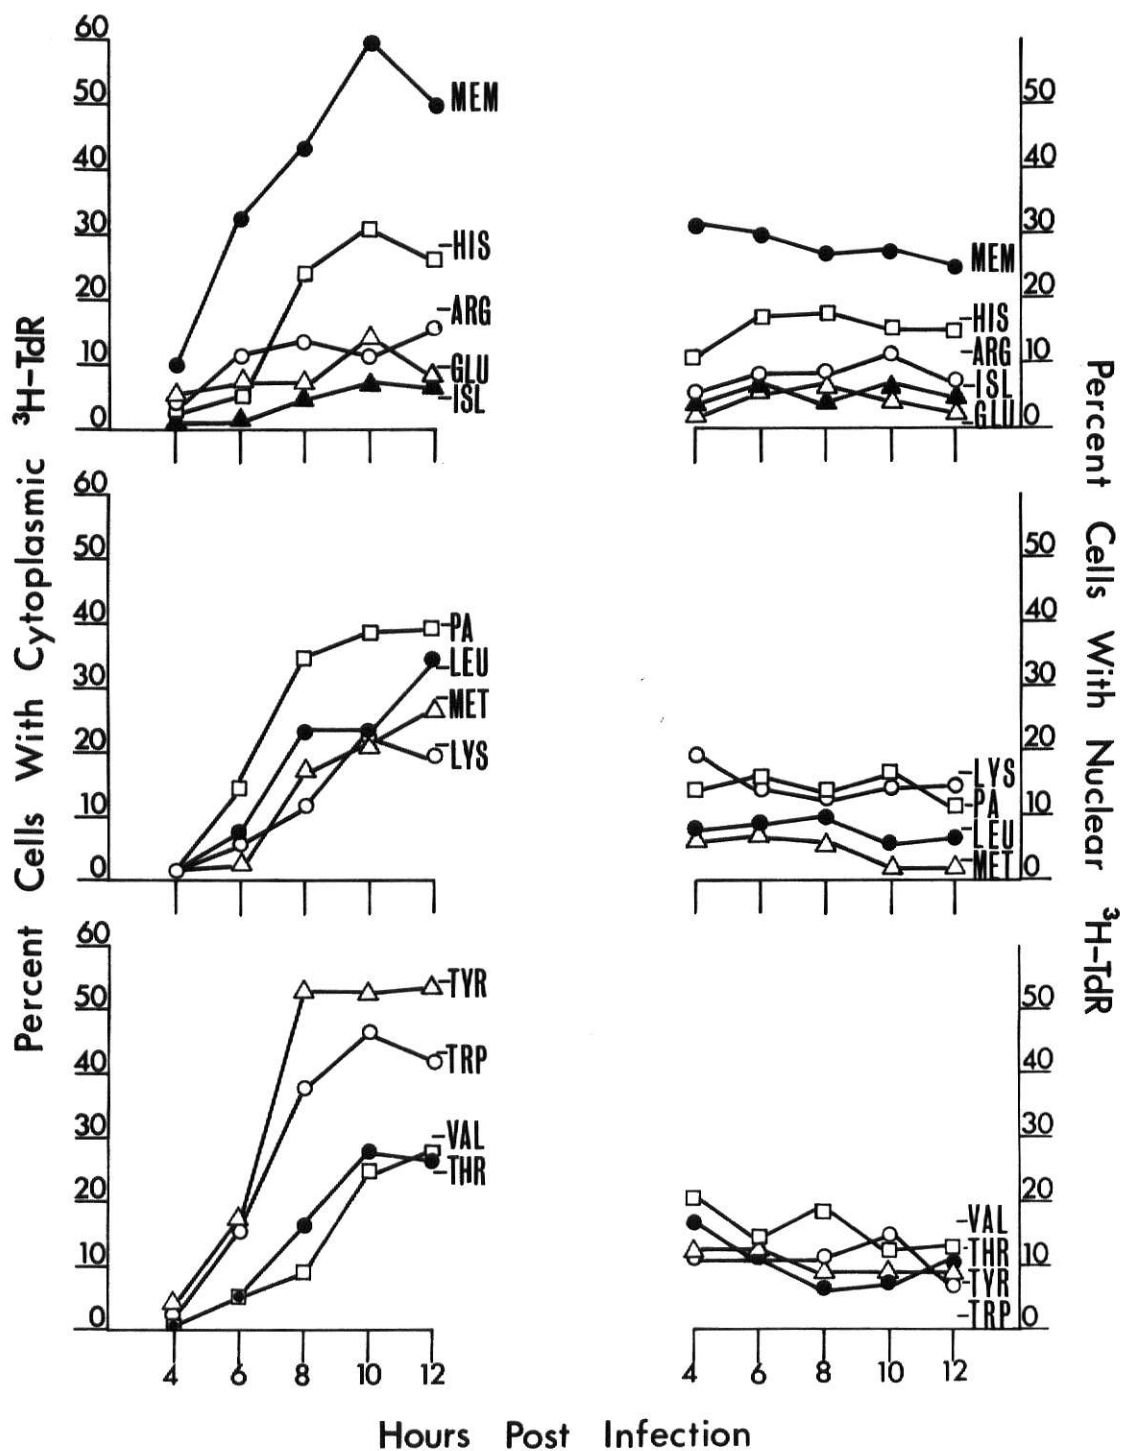 Percent Cells With Cytoplasmic ³H-TdR
60
50
40
30
20
10
0
MEM
HIS
ARG
GLU
ISL
50
40
30
20
10
0
MEM
HIS
ARG
ISL
GLU
60
50
40
30
20
10
0
PA
LEU
MET
LYS
50
40
30
20
10
0
LYS
PA
LEU
MET
60
50
40
30
20
10
0
TYR
TRP
VAL
THR
4 6 8 10 12
50
40
30
20
10
0
VAL
THR
TYR
TRP
4 6 8 10 12
Percent Cells With Nuclear ³H-TdR
Hours Post Infection